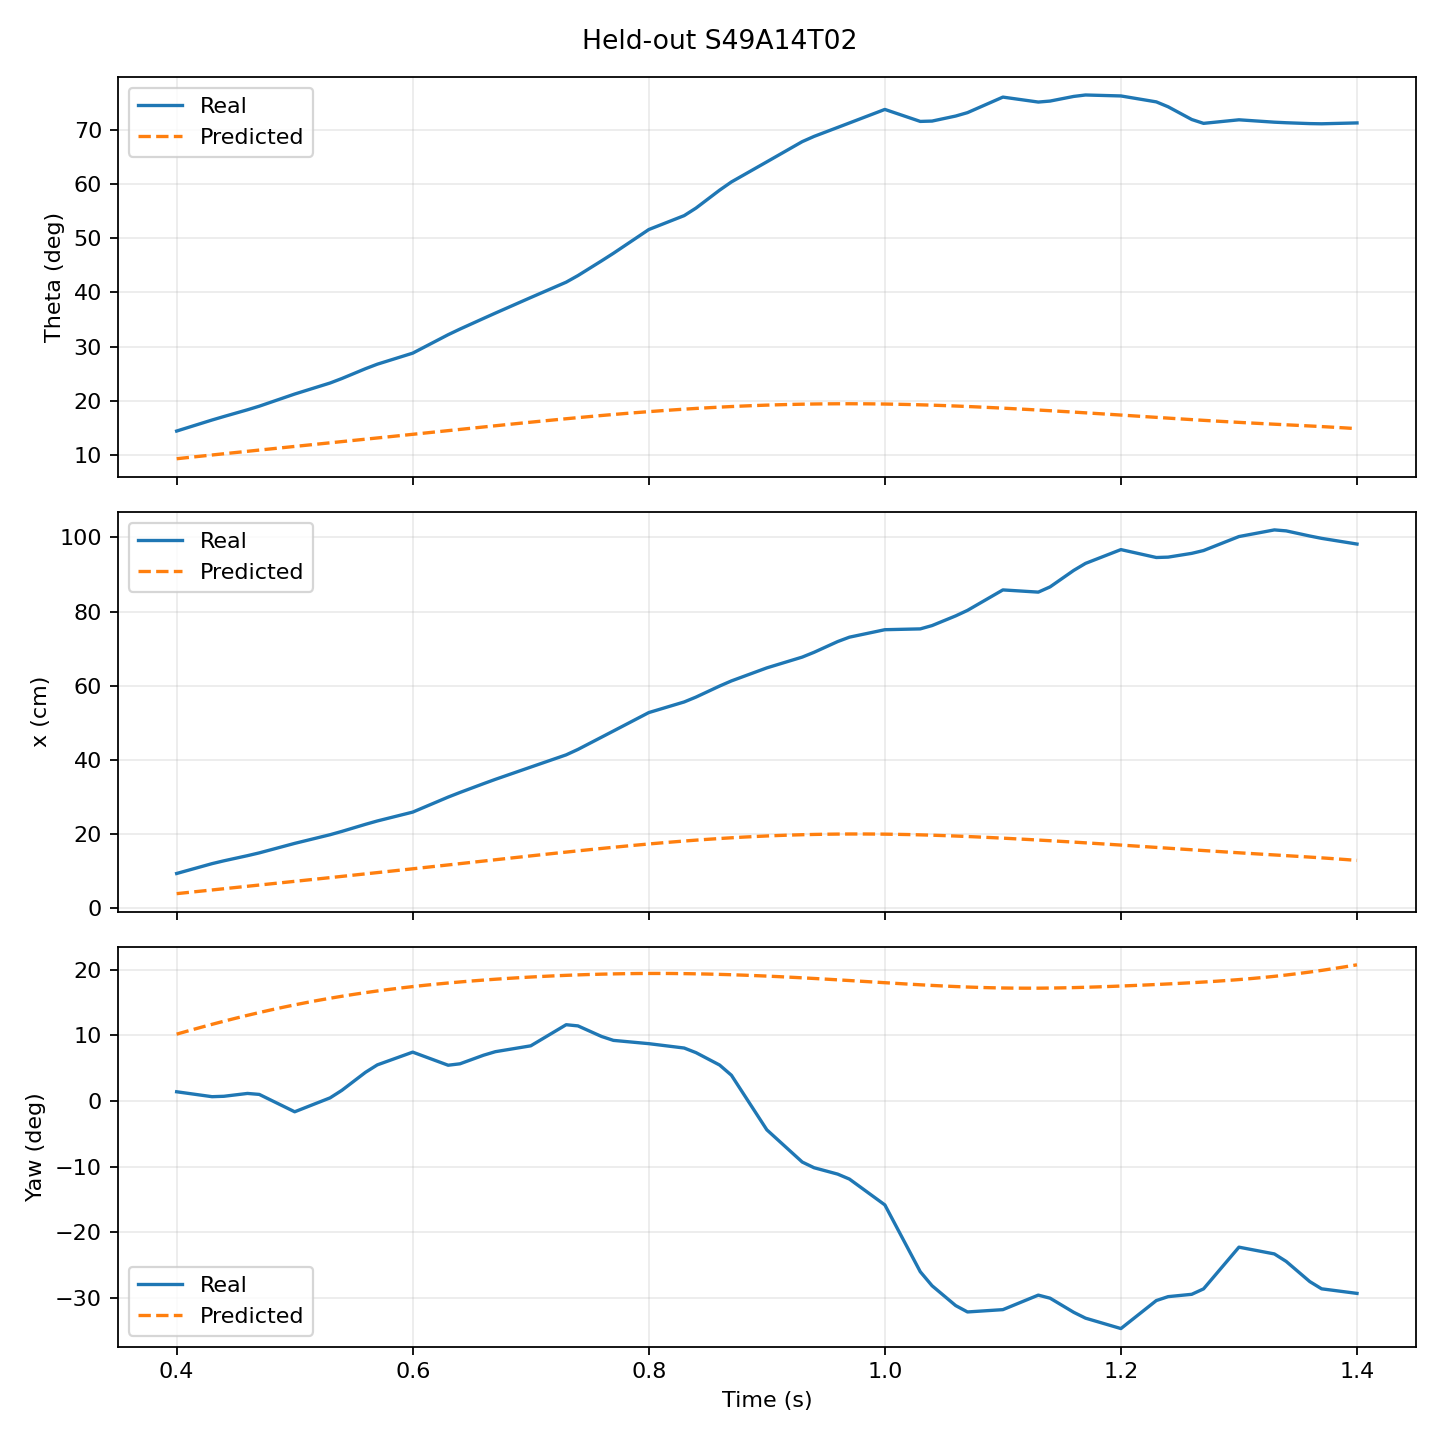 Held-out S49A14T02
Real
Predicted
Theta (deg)
70
60
50
40
30
20
10
Real
Predicted
x (cm)
100
80
60
40
20
0
Real
Predicted
Yaw (deg)
20
10
0
−10
−20
−30
0.4 0.6 0.8 1.0 1.2 1.4
Time (s)